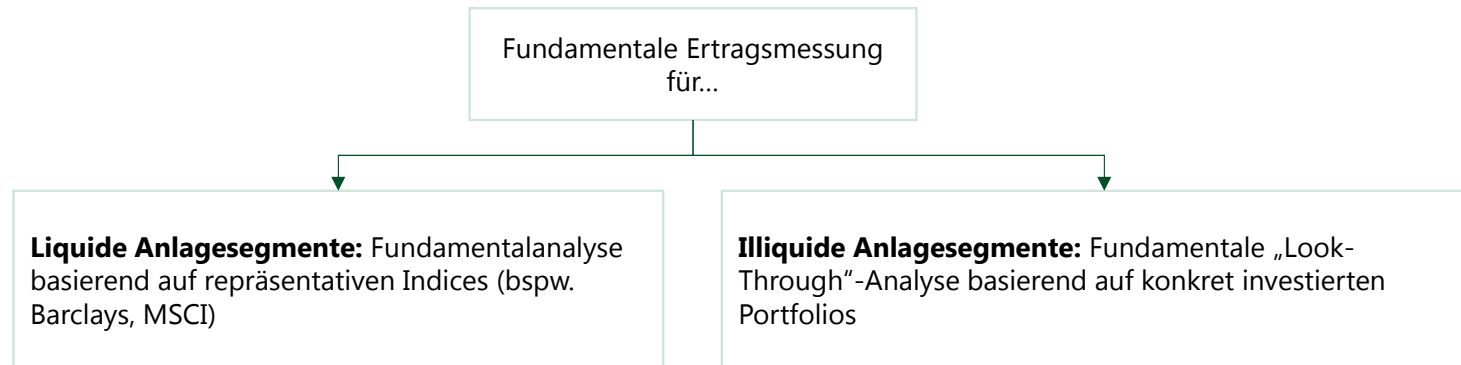 Fundamentale Ertragsmessung
für...
Liquide Anlagesegmente: Fundamentalanalyse
basierend auf repräsentativen Indices (bspw.
Barclays, MSCI)
Illiquide Anlagesegmente: Fundamentale „Look-
Through“-Analyse basierend auf konkret investierten
Portfolios